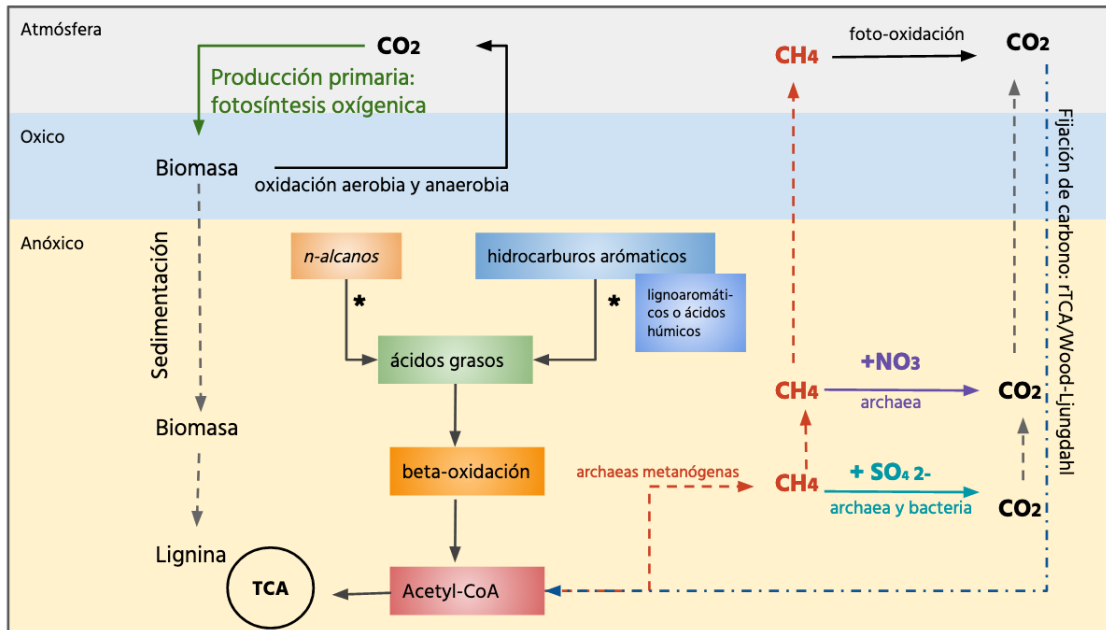 Atmósfera
CO2
Producción primaria:
fotosíntesis oxígenica
CH4
foto-oxidación
CO2
Oxico
Biomasa
oxidación aerobia y anaerobia
Fijación de carbono: rTCA/Wood-Ljungdahl
Anóxico
Sedimentación
n-alcanos
hidrocarburos arómaticos
*
*
lignoaromáti-
cos o ácidos
húmicos
ácidos grasos
CH4
+NO3
archaea
CO2
Biomasa
beta-oxidación
archaeas metanógenas
CH4
+ SO4 2-
archaea y bacteria
CO2
Lignina
TCA
Acetyl-CoA